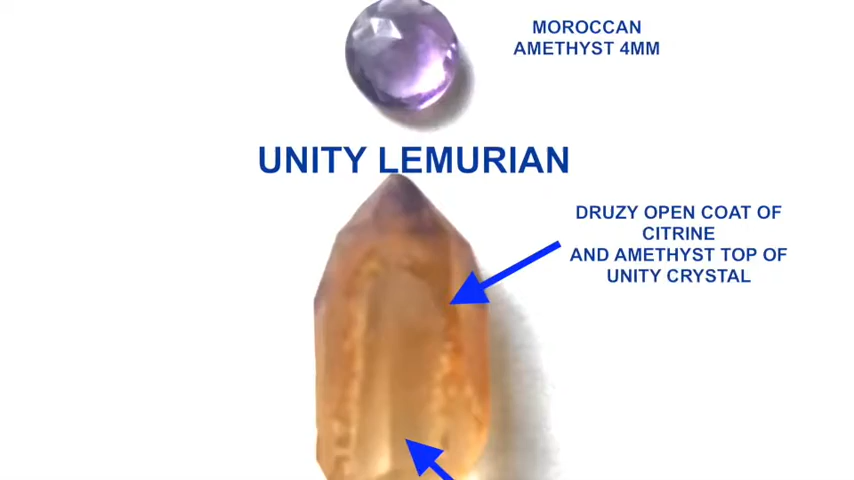 MOROCCAN
AMETHYST 4MM
UNITY LEMURIAN
DRUZY OPEN COAT OF
CITRINE
AND AMETHYST TOP OF
UNITY CRYSTAL